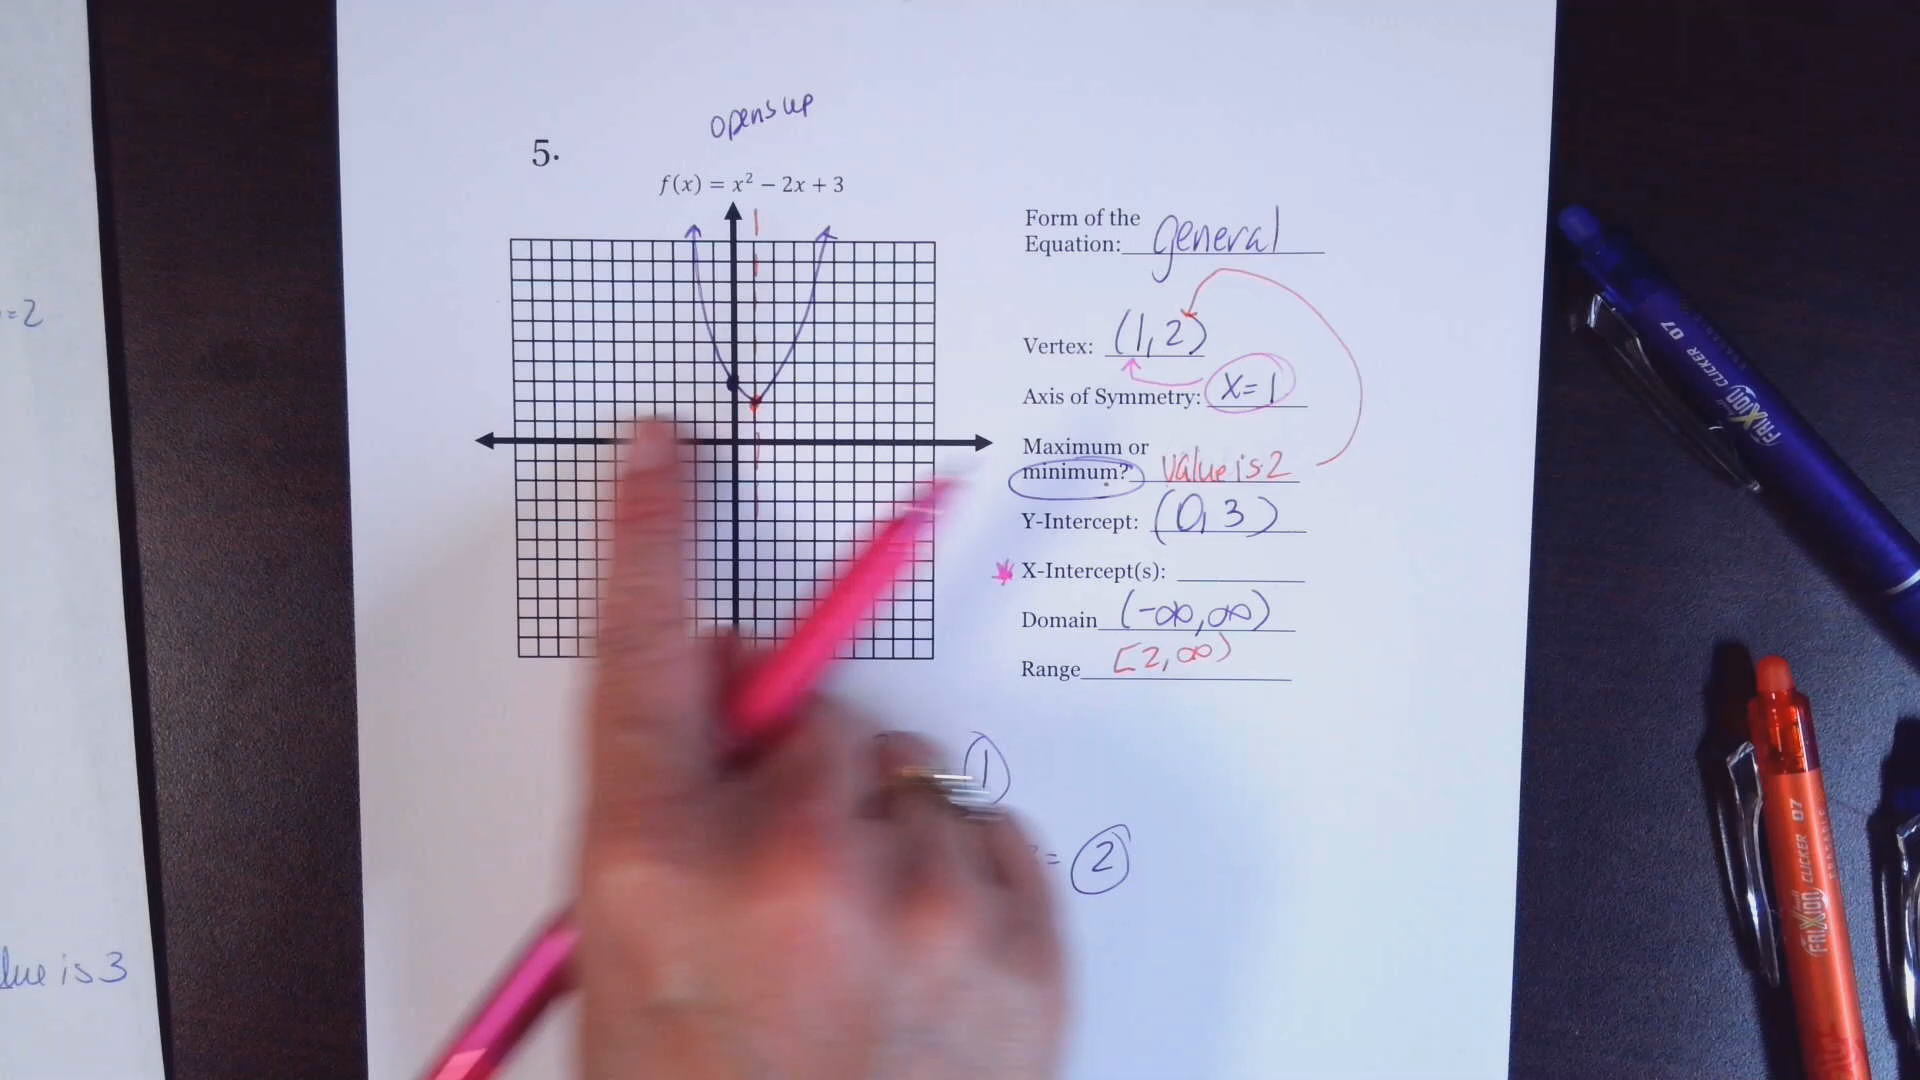 opens up
5.
f(x) = x² − 2x + 3
Form of the
Equation: general
Vertex: (1, 2)
Axis of Symmetry: x = 1
Maximum or
minimum? value is 2
Y-Intercept: (0, 3)
X-Intercept(s):
Domain (-∞, ∞)
Range [2, ∞)
1
= 2
=2
is 3
FRIXION CLICKER 07
FRIXION CLICKER 07